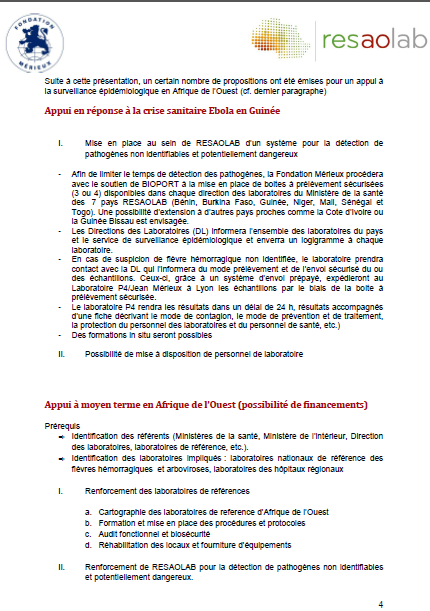 FONDATION
MÉRIEUX
resaolab
Suite à cette présentation, un certain nombre de propositions ont été émises pour un appui à
la surveillance épidémiologique en Afrique de l'Ouest (cf. dernier paragraphe)
Appui en réponse à la crise sanitaire Ebola en Guinée
I. Mise en place au sein de RESAOLAB d'un système pour la détection de
pathogènes non identifiables et potentiellement dangereux
- Afin de limiter le temps de détection des pathogènes, la Fondation Mérieux procédera
avec le soutien de BIOPORT à la mise en place de boîtes à prélèvement sécurisées
(3 ou 4) disponibles dans chaque direction des laboratoires du Ministère de la santé
des 7 pays RESAOLAB (Bénin, Burkina Faso, Guinée, Niger, Mali, Sénégal et
Togo). Une possibilité d'extension à d'autres pays proches comme la Cote d'Ivoire ou
la Guinée Bissau est envisagée.
- Les Directions des Laboratoires (DL) informera l'ensemble des laboratoires du pays
et le service de surveillance épidémiologique et enverra un logigramme à chaque
laboratoire.
- En cas de suspicion de fièvre hémorragique non identifiée, le laboratoire prendra
contact avec la DL qui l'informera du mode prélèvement et de l'envoi sécurisé du ou
des échantillons. Ceux-ci, grâce à un système d'envoi prépayé, expédieront au
Laboratoire P4/Jean Mérieux à Lyon les échantillons par le biais de la boîte à
prélèvement sécurisée.
- Le laboratoire P4 rendra les résultats dans un délai de 24 h, résultats accompagnés
d'une fiche décrivant le mode de contagion, le mode de prévention et de traitement,
la protection du personnel des laboratoires et du personnel de santé, etc.)
- Des formations in situ seront possibles
II. Possibilité de mise à disposition de personnel de laboratoire
Appui à moyen terme en Afrique de l'Ouest (possibilité de financements)
Prérequis
⇒ Identification des référents (Ministères de la santé, Ministère de l'Intérieur, Direction
des laboratoires, laboratoires de référence, etc.).
⇒ Identification des laboratoires impliqués : laboratoires nationaux de référence des
fièvres hémorragiques et arboviroses, laboratoires des hôpitaux régionaux
I. Renforcement des laboratoires de références
a. Cartographie des laboratoires de reference d'Afrique de l'Ouest
b. Formation et mise en place des procédures et protocoles
c. Audit fonctionnel et biosécurité
d. Réhabilitation des locaux et fourniture d'équipements
II. Renforcement de RESAOLAB pour la détection de pathogènes non identifiables
et potentiellement dangereux.
4